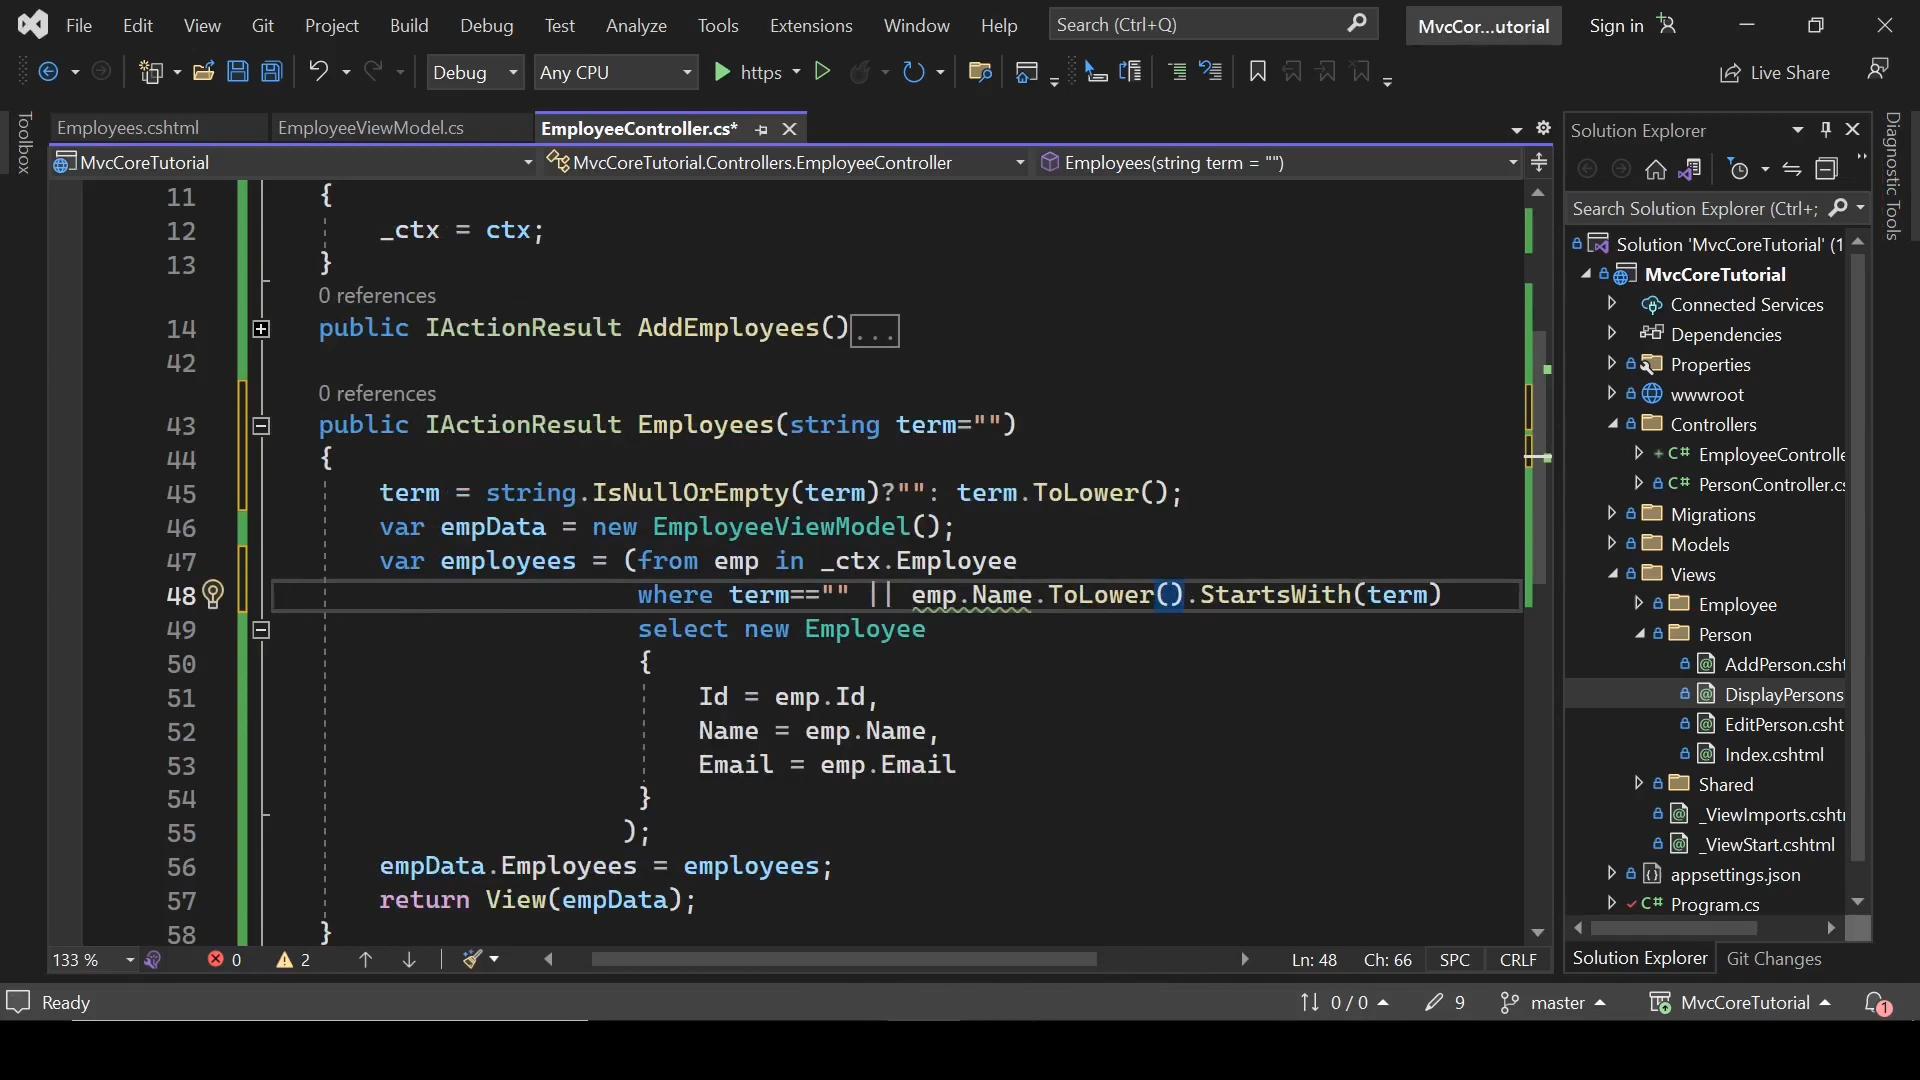 File Edit View Git Project Build Debug Test Analyze Tools Extensions Window Help Search (Ctrl+Q) MvcCor...utorial Sign in
Debug Any CPU https Live Share
Toolbox
Employees.cshtml EmployeeViewModel.cs EmployeeController.cs*
MvcCoreTutorial MvcCoreTutorial.Controllers.EmployeeController Employees(string term = "")
11 {
12 _ctx = ctx;
13 }
0 references
14 public IActionResult AddEmployees()...
42
0 references
43 public IActionResult Employees(string term="")
44 {
45 term = string.IsNullOrEmpty(term)?"": term.ToLower();
46 var empData = new EmployeeViewModel();
47 var employees = (from emp in _ctx.Employee
48 where term=="" || emp.Name.ToLower().StartsWith(term)
49 select new Employee
50 {
51 Id = emp.Id,
52 Name = emp.Name,
53 Email = emp.Email
54 }
55 );
56 empData.Employees = employees;
57 return View(empData);
58 }
133 % 0 2 Ln: 48 Ch: 66 SPC CRLF
Solution Explorer
Search Solution Explorer (Ctrl+;
Solution 'MvcCoreTutorial' (1
MvcCoreTutorial
Connected Services
Dependencies
Properties
wwwroot
Controllers
+ C# EmployeeControlle
C# PersonController.cs
Migrations
Models
Views
Employee
Person
AddPerson.csht
DisplayPersons
EditPerson.csht
Index.cshtml
Shared
_ViewImports.cshtml
_ViewStart.cshtml
appsettings.json
C# Program.cs
Solution Explorer Git Changes
Diagnostic Tools
Ready 0 / 0 9 master MvcCoreTutorial 1